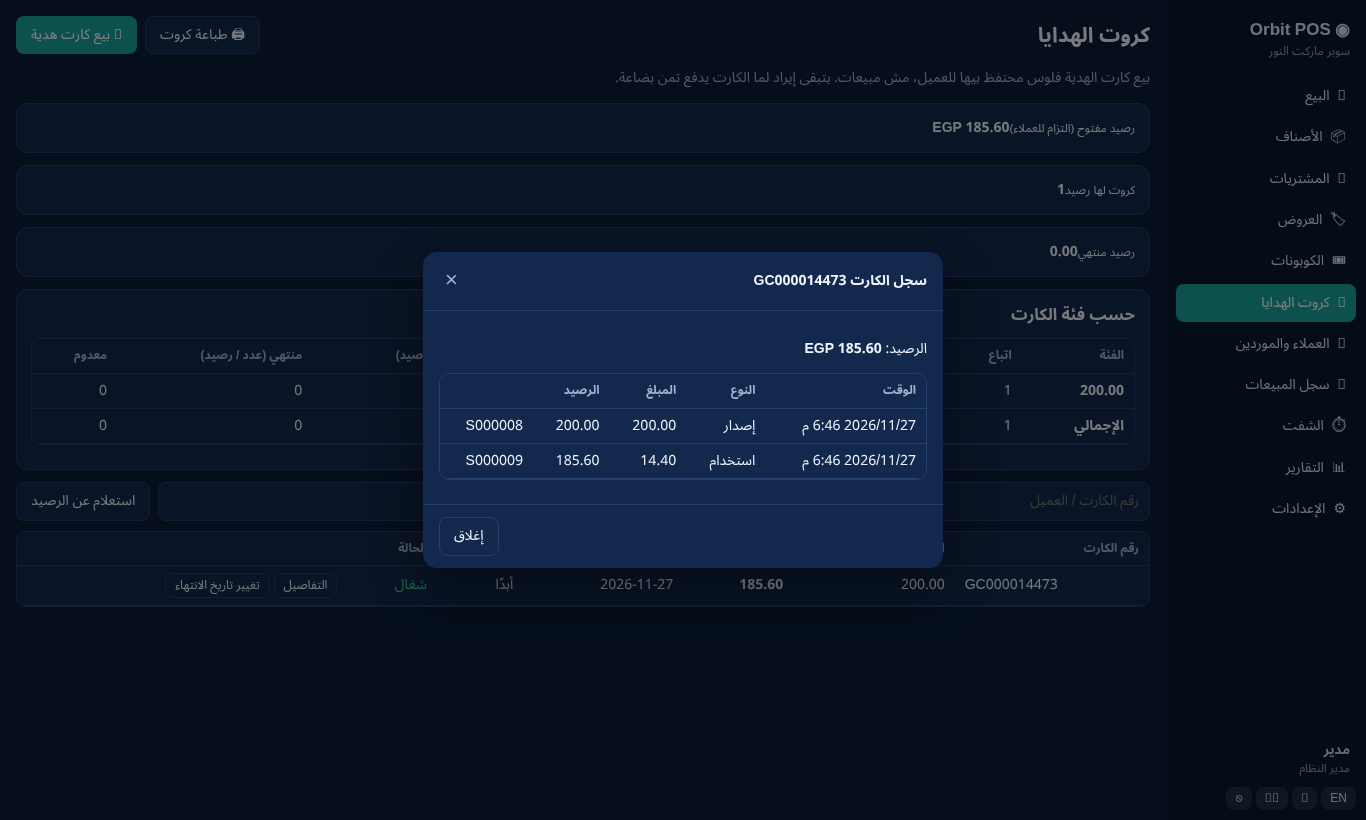 Orbit POS
سوبر ماركت النور
البيع
الأصناف
المشتريات
العروض
الكوبونات
كروت الهدايا
العملاء والموردين
سجل المبيعات
الشفت
التقارير
الإعدادات
مدير
مدير النظام
EN
كروت الهدايا
طباعة كروت
بيع كارت هدية
بيع كارت الهدية فلوس محتفظ بيها للعميل، مش مبيعات. بتبقى إيراد لما الكارت يدفع تمن بضاعة.
رصيد مفتوح (التزام للعملاء) EGP 185.60
كروت لها رصيد 1
رصيد منتهي 0.00
حسب فئة الكارت
الفئة اتباع منتهي (عدد / رصيد) معدوم
200.00 1 0 0
الإجمالي 1 0 0
رقم الكارت / العميل
استعلام عن الرصيد
رقم الكارت
GC000014473 200.00 185.60 2026-11-27 أبدًا شغال التفاصيل تغيير تاريخ الانتهاء
سجل الكارت GC000014473 ×
الرصيد: EGP 185.60
الوقت النوع المبلغ الرصيد
2026/11/27 6:46 م إصدار 200.00 200.00 S000008
2026/11/27 6:46 م استخدام 14.40 185.60 S000009
إغلاق